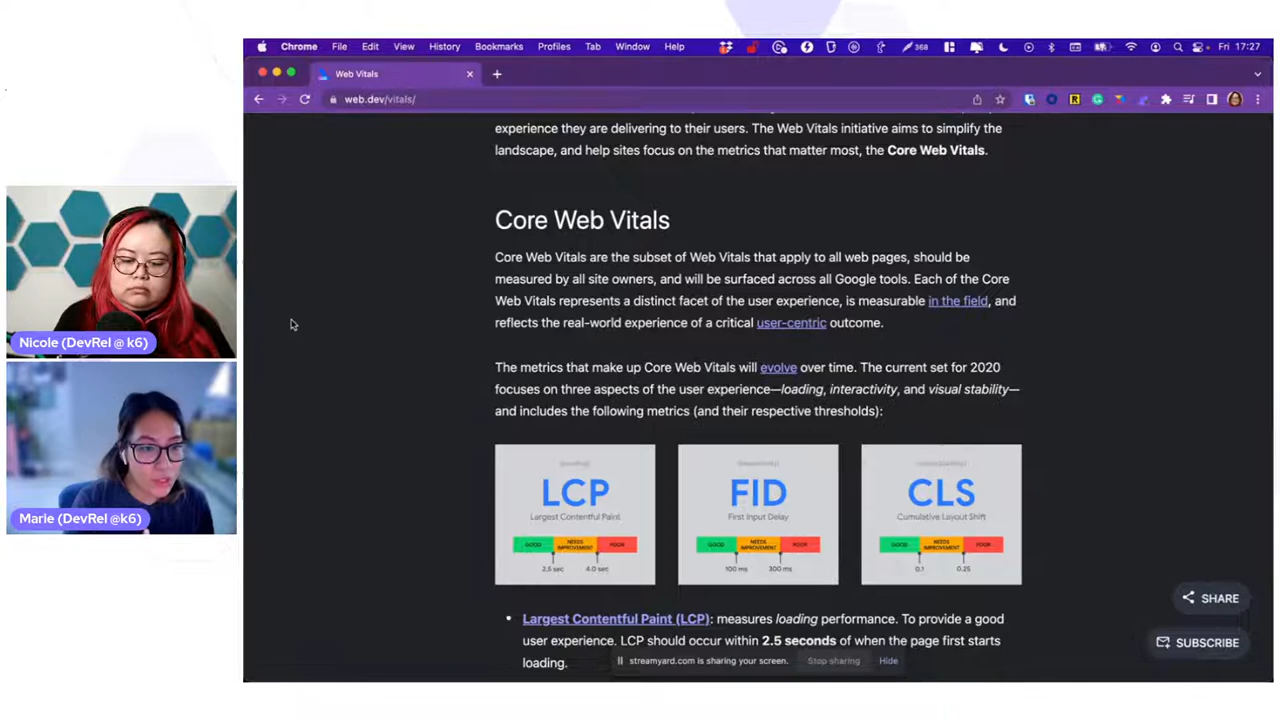 Chrome File Edit View History Bookmarks Profiles Tab Window Help 368 Fri 17:27
Web Vitals
web.dev/vitals/
experience they are delivering to their users. The Web Vitals initiative aims to simplify the
landscape, and help sites focus on the metrics that matter most, the Core Web Vitals.
Core Web Vitals
Core Web Vitals are the subset of Web Vitals that apply to all web pages, should be
measured by all site owners, and will be surfaced across all Google tools. Each of the Core
Web Vitals represents a distinct facet of the user experience, is measurable in the field, and
reflects the real-world experience of a critical user-centric outcome.
The metrics that make up Core Web Vitals will evolve over time. The current set for 2020
focuses on three aspects of the user experience—loading, interactivity, and visual stability—
and includes the following metrics (and their respective thresholds):
LCP
Largest Contentful Paint
GOOD
NEEDS
IMPROVEMENT
POOR
2.5 sec
4.0 sec
FID
First Input Delay
GOOD
NEEDS
IMPROVEMENT
POOR
100 ms
300 ms
CLS
Cumulative Layout Shift
GOOD
NEEDS
IMPROVEMENT
POOR
0.1
0.25
• Largest Contentful Paint (LCP): measures loading performance. To provide a good
user experience, LCP should occur within 2.5 seconds of when the page first starts
loading.
SHARE
SUBSCRIBE
streamyard.com is sharing your screen. Stop sharing Hide
Nicole (DevRel @ k6)
Marie (DevRel @k6)